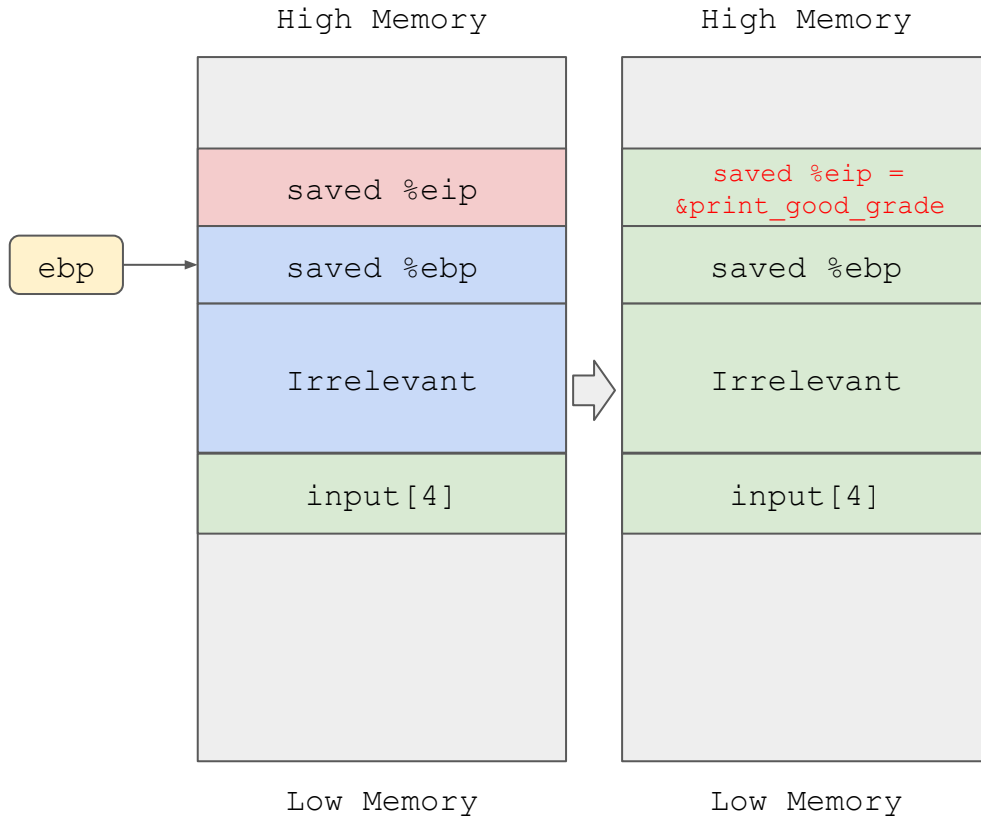 High Memory
High Memory
saved %eip
saved %eip =
&print_good_grade
ebp
saved %ebp
saved %ebp
Irrelevant
Irrelevant
input[4]
input[4]
Low Memory
Low Memory